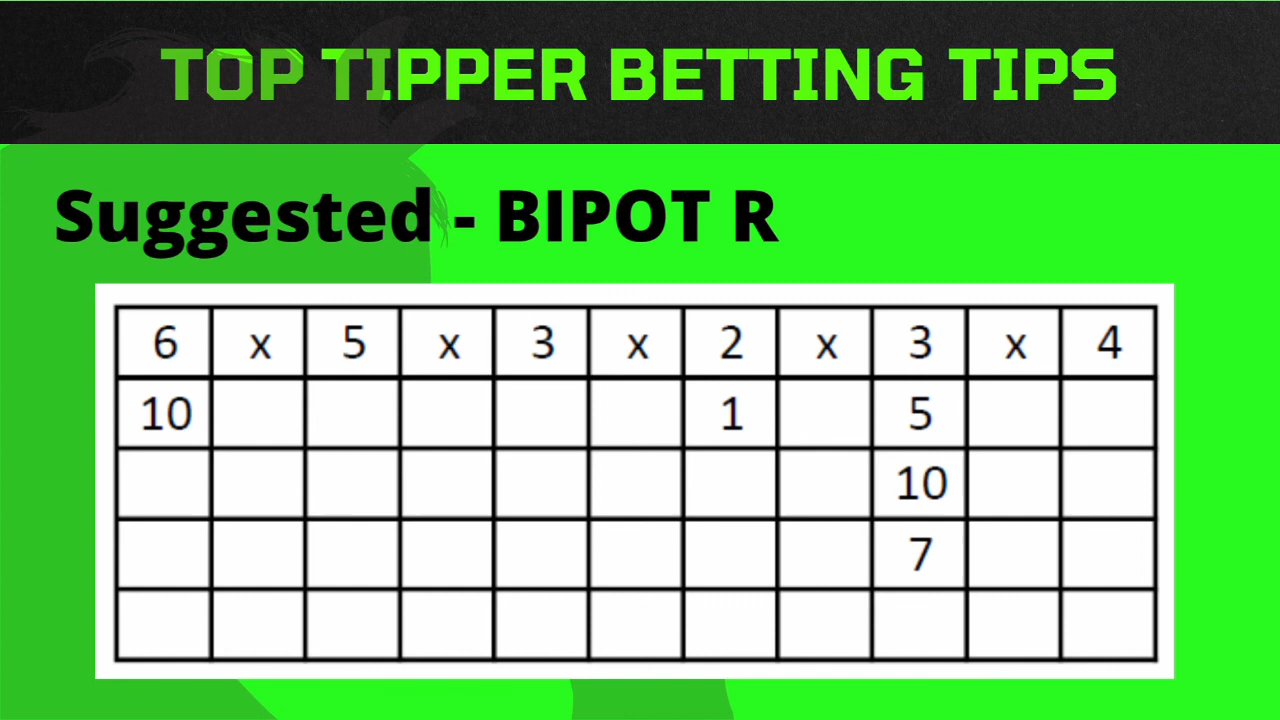 TOP TIPPER BETTING TIPS
Suggested - BIPOT R
6 x 5 x 3 x 2 x 3 x 4
10 1 5
10
7